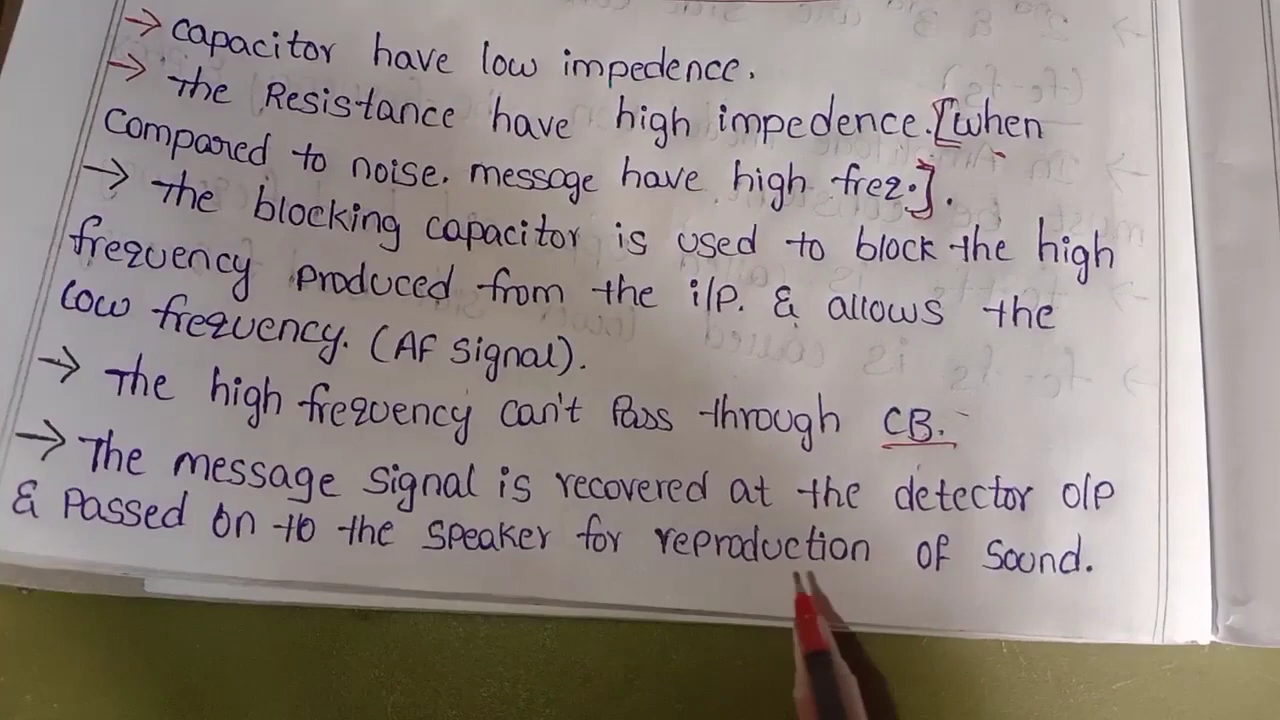 → capacitor have low impedence.
→ The Resistance have high impedence. [when
compared to noise. message have high freq.].
→ The blocking capacitor is used to block the high
frequency produced from the i/p. & allows the
low frequency. (AF signal).
→ The high frequency can't Pass through CB.
→ The message signal is recovered at the detector o/p
& Passed on to the speaker for reproduction of sound.